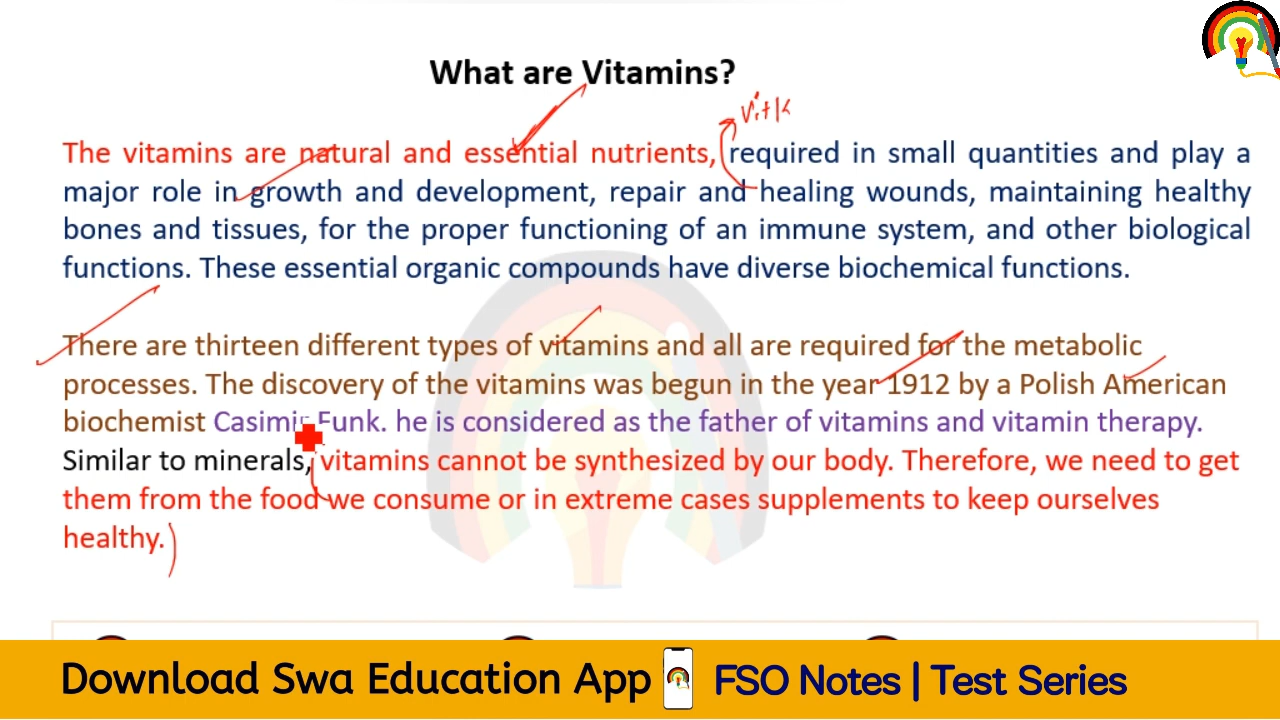 What are Vitamins?
Vitk
The vitamins are natural and essential nutrients, required in small quantities and play a
major role in growth and development, repair and healing wounds, maintaining healthy
bones and tissues, for the proper functioning of an immune system, and other biological
functions. These essential organic compounds have diverse biochemical functions.
There are thirteen different types of vitamins and all are required for the metabolic
processes. The discovery of the vitamins was begun in the year 1912 by a Polish American
biochemist Casimir Funk. he is considered as the father of vitamins and vitamin therapy.
Similar to minerals, vitamins cannot be synthesized by our body. Therefore, we need to get
them from the food we consume or in extreme cases supplements to keep ourselves
healthy.
Download Swa Education App FSO Notes | Test Series